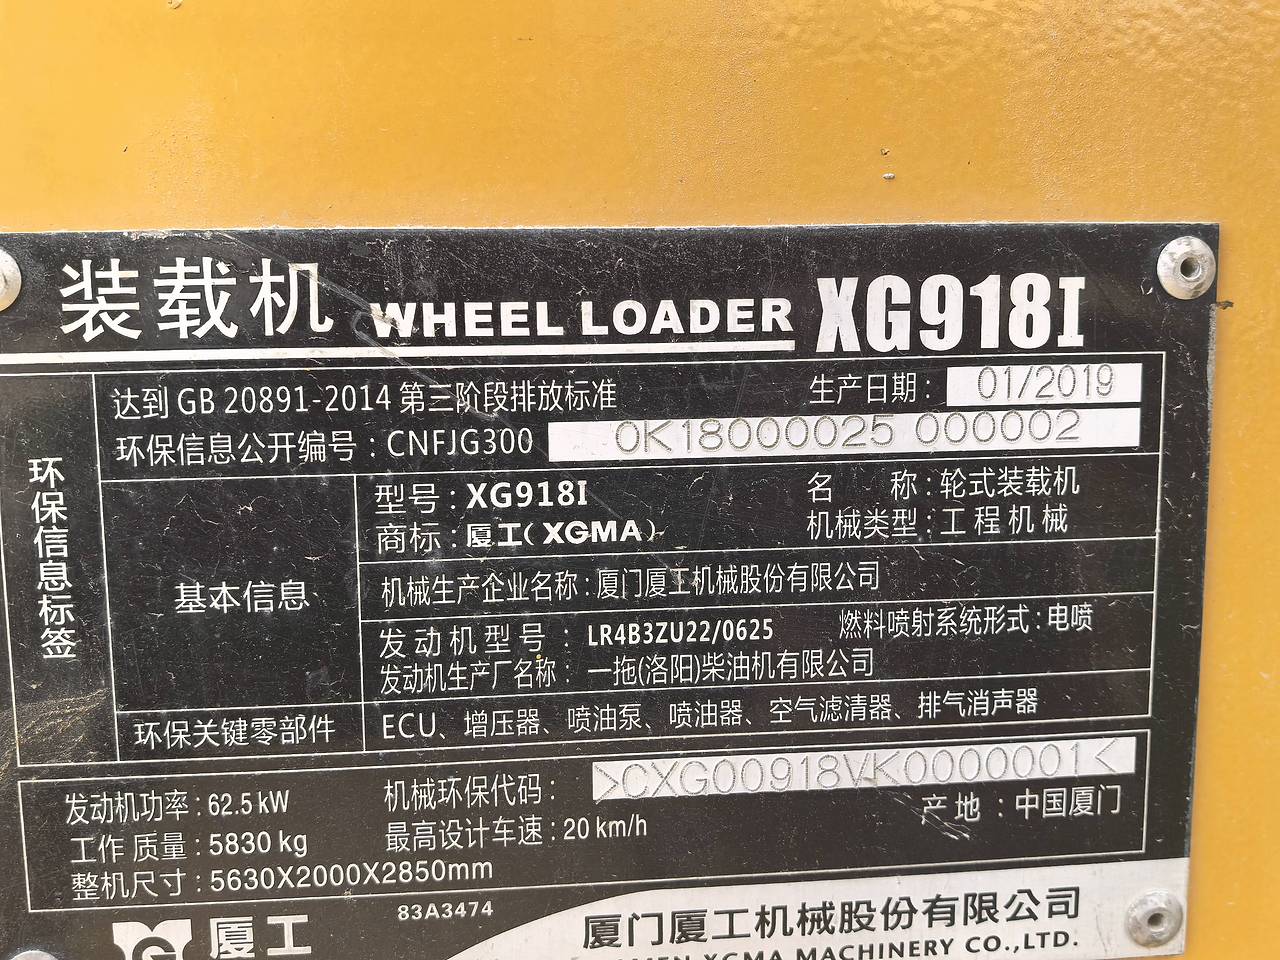 装载机 WHEEL LOADER XG918I
达到 GB 20891-2014 第三阶段排放标准 生产日期: 01/2019
环保信息公开编号: CNFJG300 0K18000025 000002
环保信息标签
基本信息
型号: XG918I 名 称: 轮式装载机
商标: 厦工(XGMA) 机械类型: 工程机械
机械生产企业名称: 厦门厦工机械股份有限公司
发动机型号: LR4B3ZU22/0625 燃料喷射系统形式: 电喷
发动机生产厂名称: 一拖(洛阳)柴油机有限公司
环保关键零部件 ECU、增压器、喷油泵、喷油器、空气滤清器、排气消声器
发动机功率: 62.5 kW 机械环保代码: >CXG00918VK0000001<
工作质量: 5830 kg 最高设计车速: 20 km/h 产地: 中国厦门
整机尺寸: 5630X2000X2850mm
83A3474
厦工 厦门厦工机械股份有限公司
XGMA MACHINERY CO.,LTD.